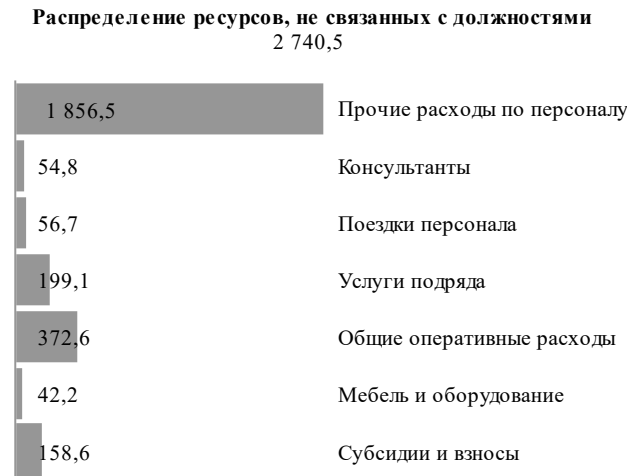 Распределение ресурсов, не связанных с должностями
2 740,5
1 856,5 Прочие расходы по персоналу
54,8 Консультанты
56,7 Поездки персонала
199,1 Услуги подряда
372,6 Общие оперативные расходы
42,2 Мебель и оборудование
158,6 Субсидии и взносы